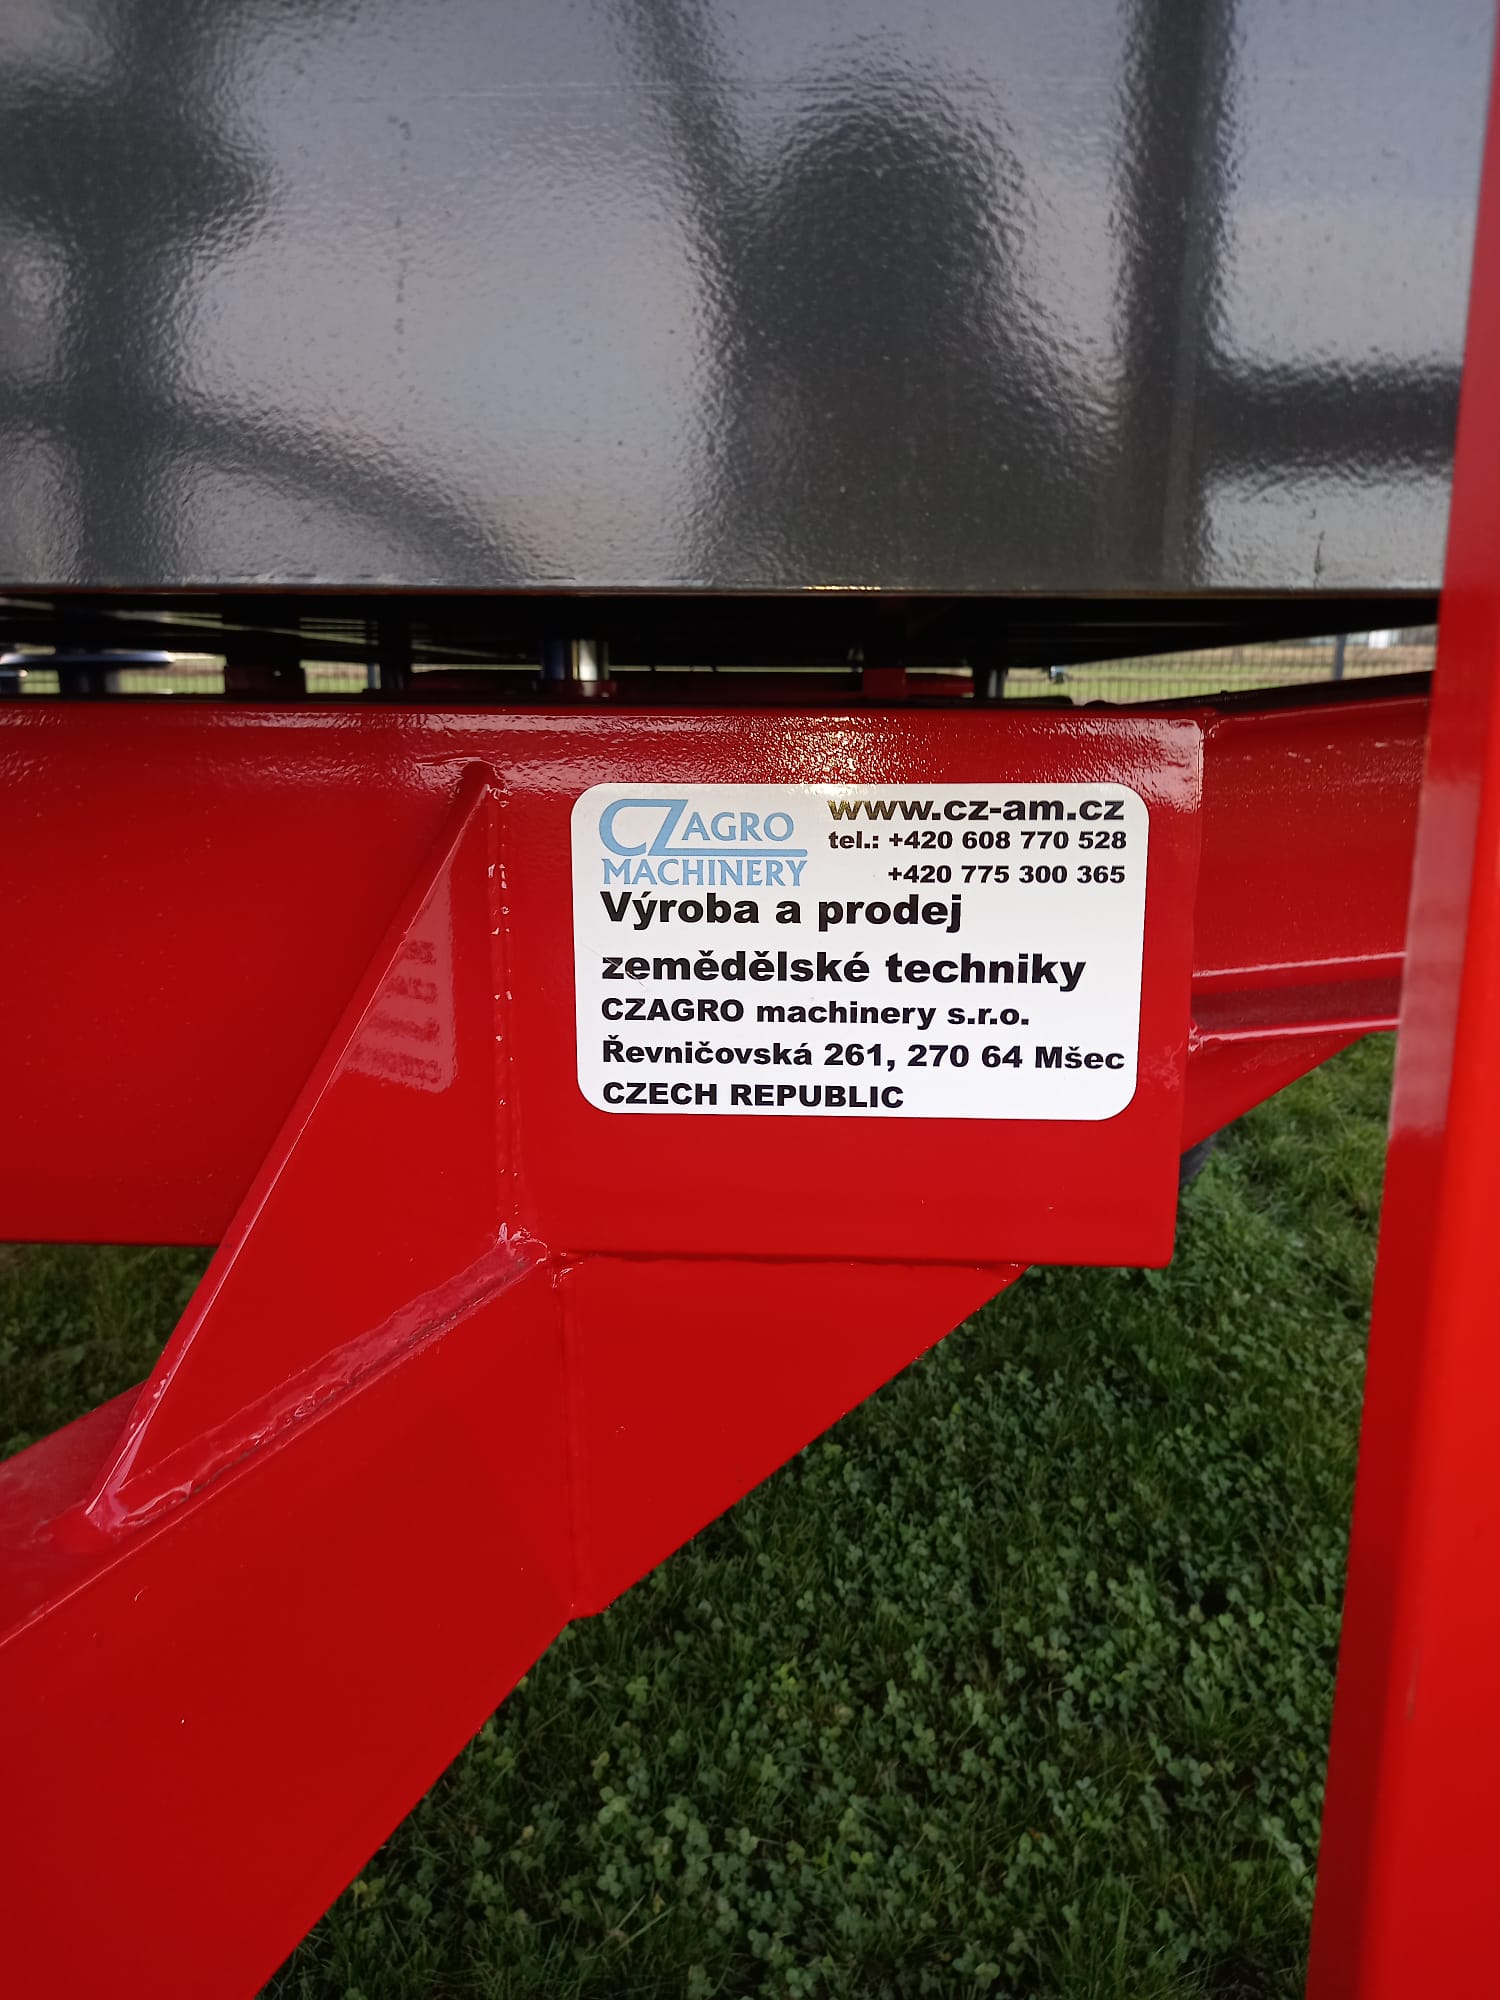 CZAGRO
MACHINERY
www.cz-am.cz
tel.: +420 608 770 528
+420 775 300 365
Výroba a prodej
zemědělské techniky
CZAGRO machinery s.r.o.
Řevničovská 261, 270 64 Mšec
CZECH REPUBLIC